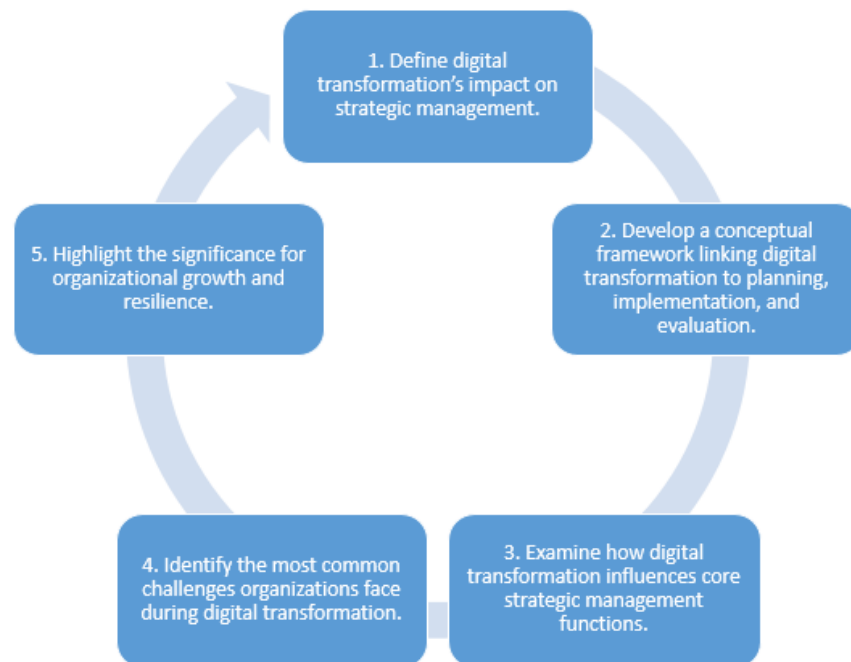 1. Define digital
transformation’s impact on
strategic management.
2. Develop a conceptual
framework linking digital
transformation to planning,
implementation, and
evaluation.
3. Examine how digital
transformation influences core
strategic management
functions.
4. Identify the most common
challenges organizations face
during digital transformation.
5. Highlight the significance for
organizational growth and
resilience.